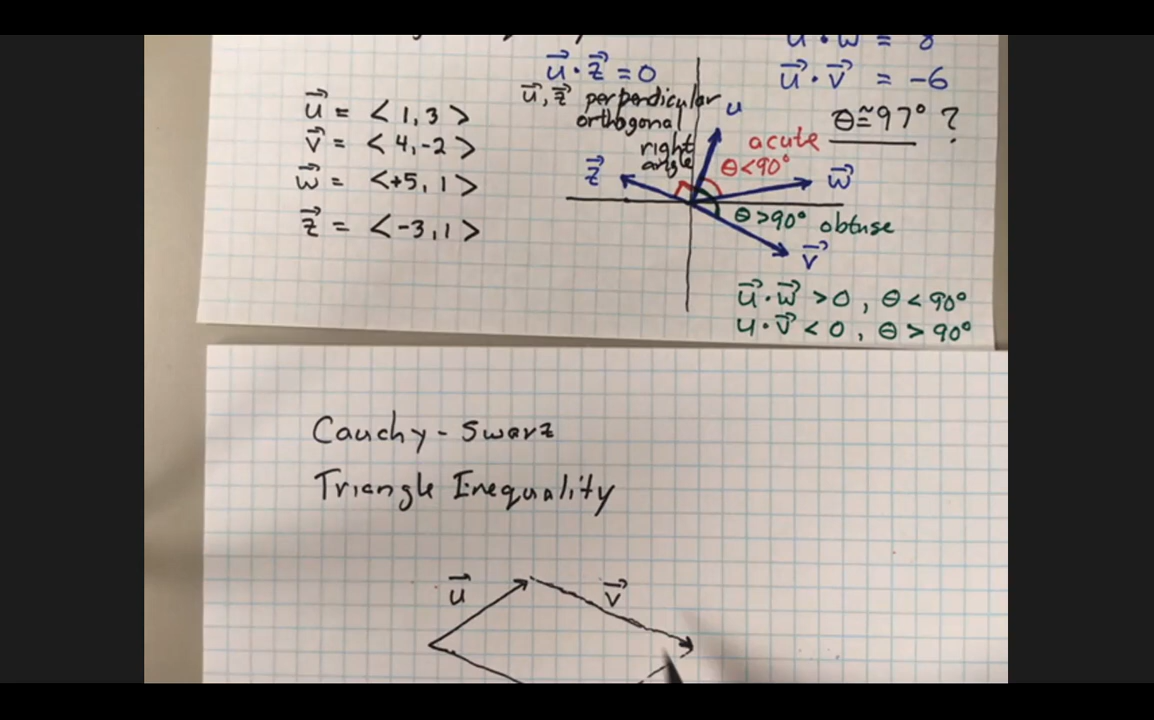 u · w = 8
u⃗ · z⃗ = 0
u⃗ · v⃗ = -6
u⃗, z⃗ perpendicular
orthogonal
right
angle
u⃗ = < 1, 3 >
v⃗ = < 4, -2 >
w⃗ = < +5, 1 >
z⃗ = < -3, 1 >
u
θ ≅ 97° ?
acute
θ < 90°
z⃗
w⃗
θ > 90° obtuse
v⃗
u⃗ · w⃗ > 0, θ < 90°
u · v⃗ < 0, θ > 90°
Cauchy - Swarz
Triangle Inequality
u⃗
v⃗